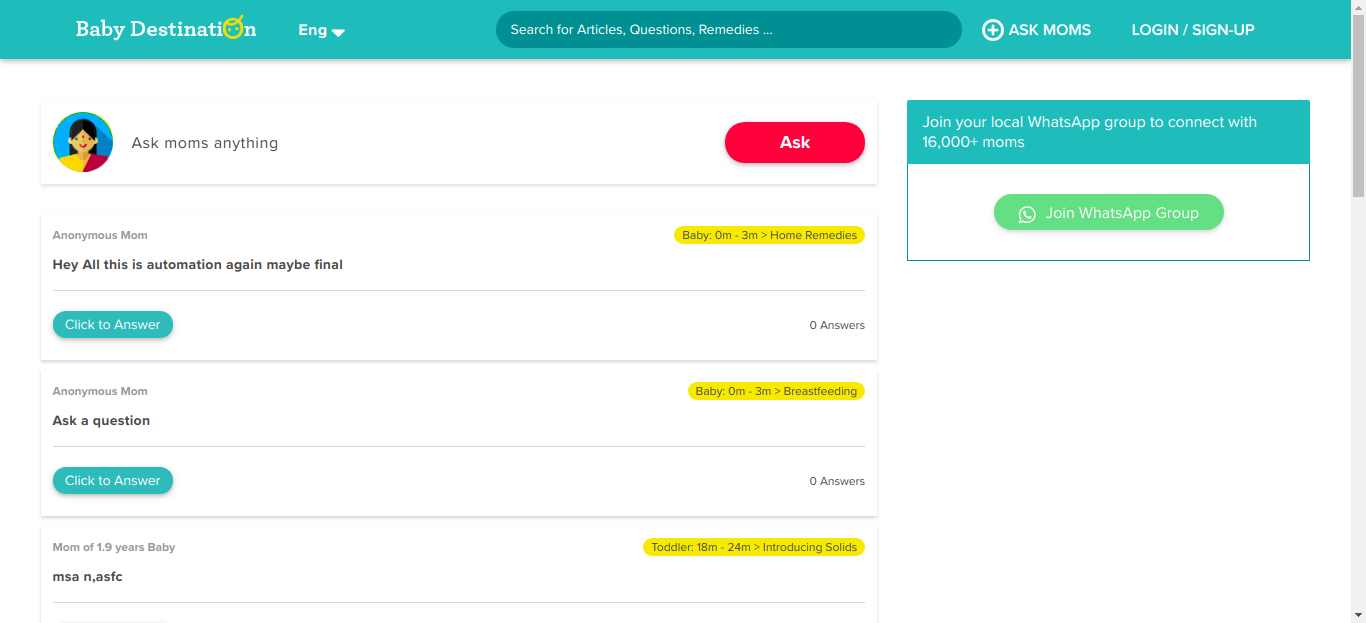 Baby Destination
Eng
Search for Articles, Questions, Remedies ...
ASK MOMS
LOGIN / SIGN-UP
Ask moms anything
Ask
Join your local WhatsApp group to connect with
16,000+ moms
Join WhatsApp Group
Anonymous Mom
Baby: 0m - 3m > Home Remedies
Hey All this is automation again maybe final
Click to Answer
0 Answers
Anonymous Mom
Baby: 0m - 3m > Breastfeeding
Ask a question
Click to Answer
0 Answers
Mom of 1.9 years Baby
Toddler: 18m - 24m > Introducing Solids
msa n,asfc